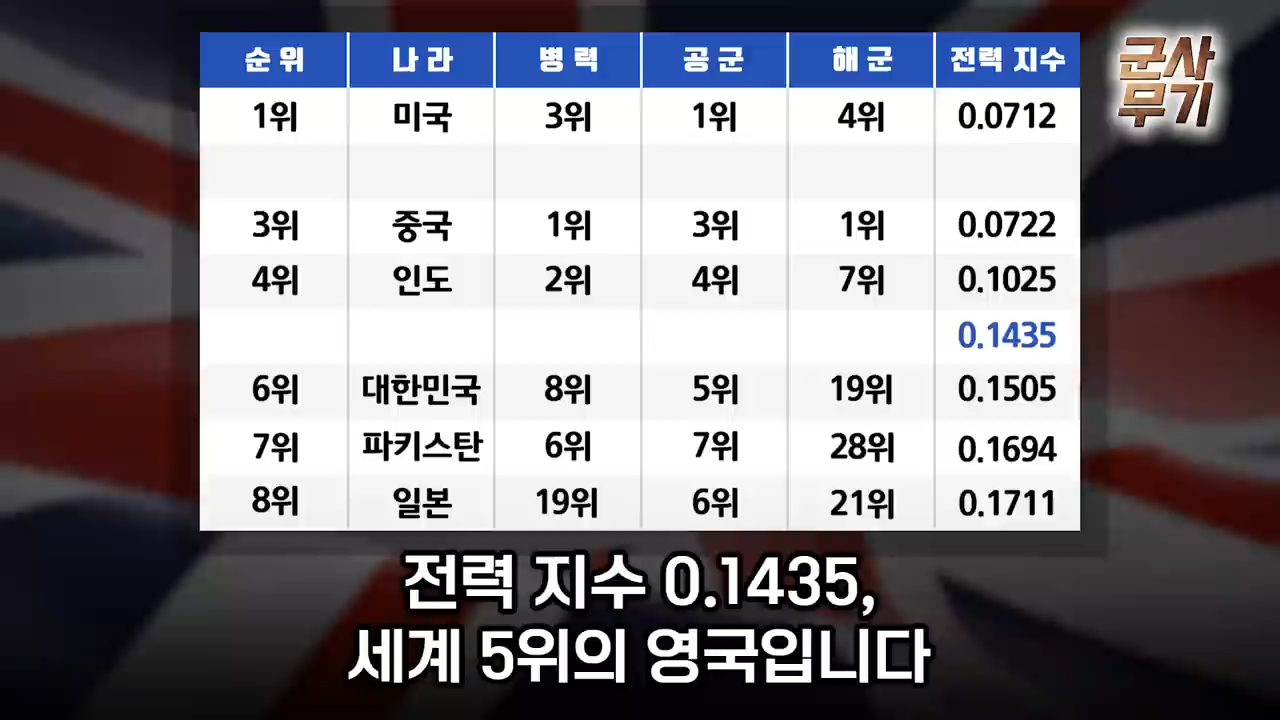 순위 나라 병력 공군 해군 전력 지수
1위 미국 3위 1위 4위 0.0712
3위 중국 1위 3위 1위 0.0722
4위 인도 2위 4위 7위 0.1025
0.1435
6위 대한민국 8위 5위 19위 0.1505
7위 파키스탄 6위 7위 28위 0.1694
8위 일본 19위 6위 21위 0.1711
군사
무기
전력 지수 0.1435,
세계 5위의 영국입니다